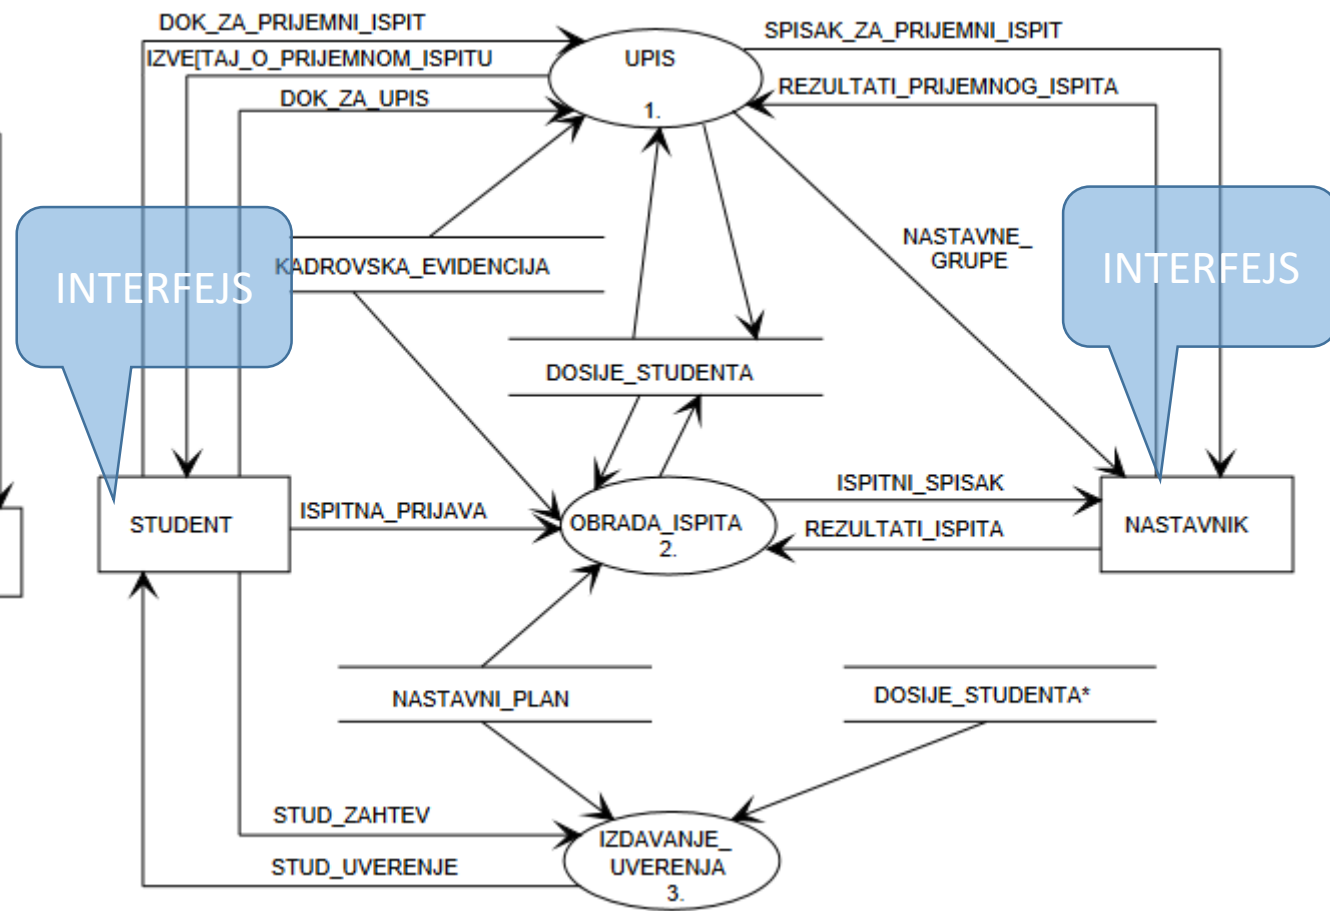 DOK_ZA_PRIJEMNI_ISPIT
SPISAK_ZA_PRIJEMNI_ISPIT
IZVE[TAJ_O_PRIJEMNOM_ISPITU
UPIS
REZULTATI_PRIJEMNOG_ISPITA
DOK_ZA_UPIS
1.
NASTAVNE_
GRUPE
INTERFEJS
KADROVSKA_EVIDENCIJA
INTERFEJS
DOSIJE_STUDENTA
ISPITNI_SPISAK
ISPITNA_PRIJAVA
STUDENT
OBRADA_ISPITA
2.
REZULTATI_ISPITA
NASTAVNIK
NASTAVNI_PLAN
DOSIJE_STUDENTA*
STUD_ZAHTEV
IZDAVANJE_
UVERENJA
3.
STUD_UVERENJE